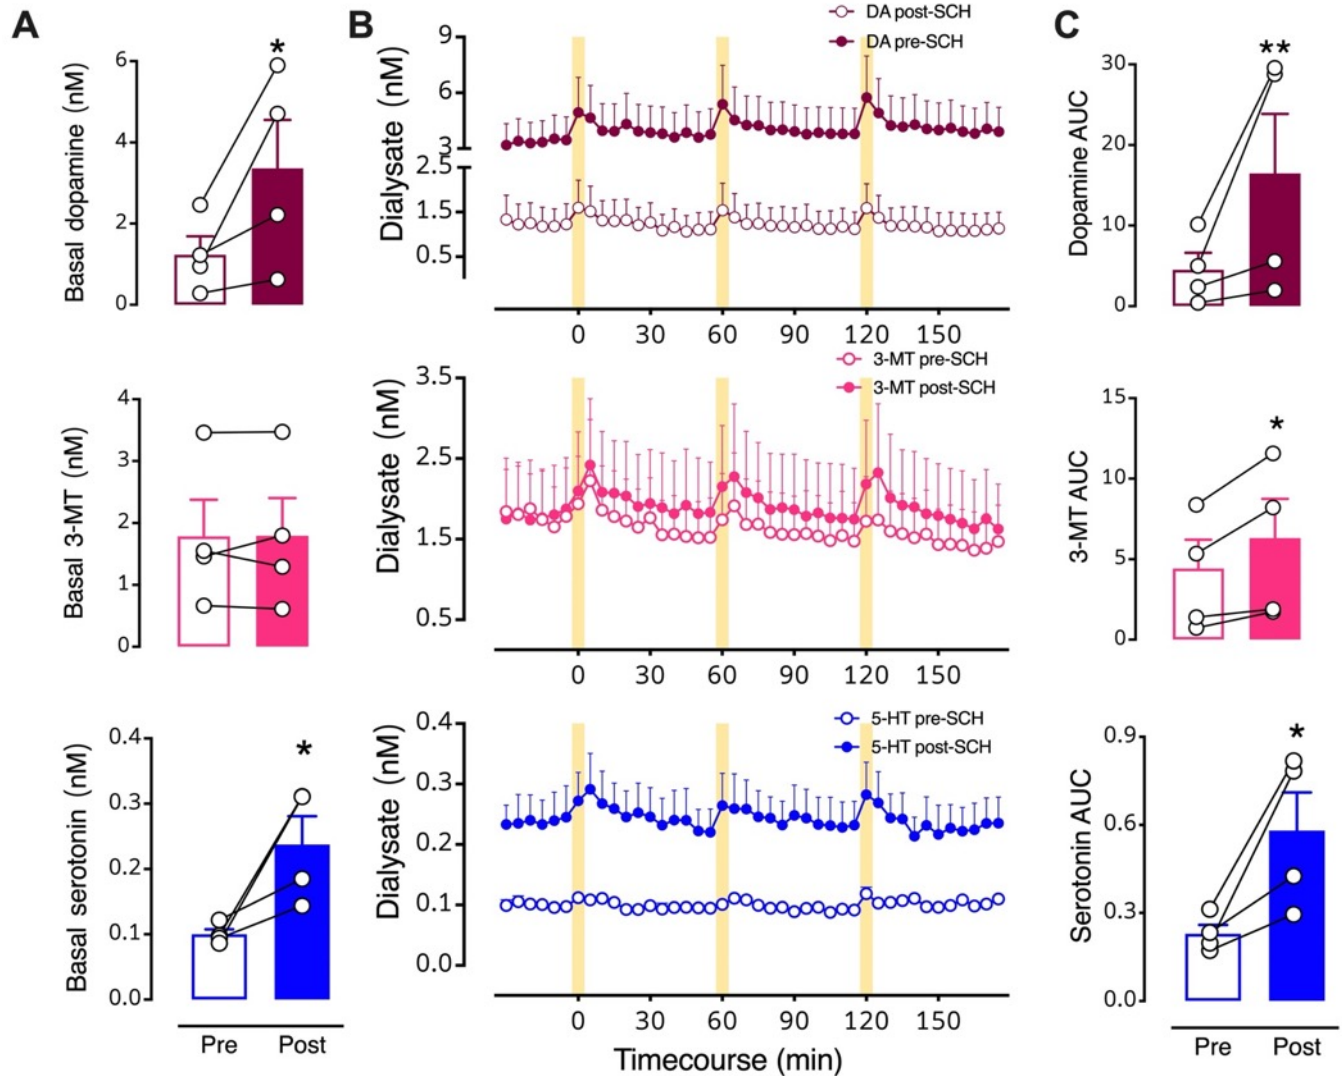 A
B
C
*
Basal dopamine (nM)
6
4
2
0
DA post-SCH
DA pre-SCH
Dialysate (nM)
9
6
3
2.5
1.5
0.5
0 30 60 90 120 150
**
Dopamine AUC
30
20
10
0
Basal 3-MT (nM)
4
3
2
1
0
3-MT pre-SCH
3-MT post-SCH
Dialysate (nM)
3.5
2.5
1.5
0.5
0 30 60 90 120 150
*
3-MT AUC
15
10
5
0
*
Basal serotonin (nM)
0.4
0.3
0.2
0.1
0.0
Pre Post
5-HT pre-SCH
5-HT post-SCH
Dialysate (nM)
0.4
0.3
0.2
0.1
0.0
0 30 60 90 120 150
Timecourse (min)
*
Serotonin AUC
0.9
0.6
0.3
0.0
Pre Post